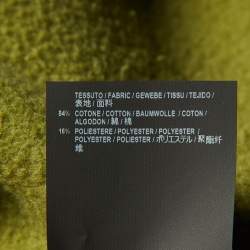 TESSUTO / FABRIC / GEWEBE / TISSU / TEJIDO /
表地 / 面料
84% COTONE / COTTON / BAUMWOLLE / COTON /
ALGODON / 綿 / 棉
16% POLIESTERE / POLYESTER / POLYESTER /
POLYESTER / POLIESTER / ポリエステル / 聚酯纤
维